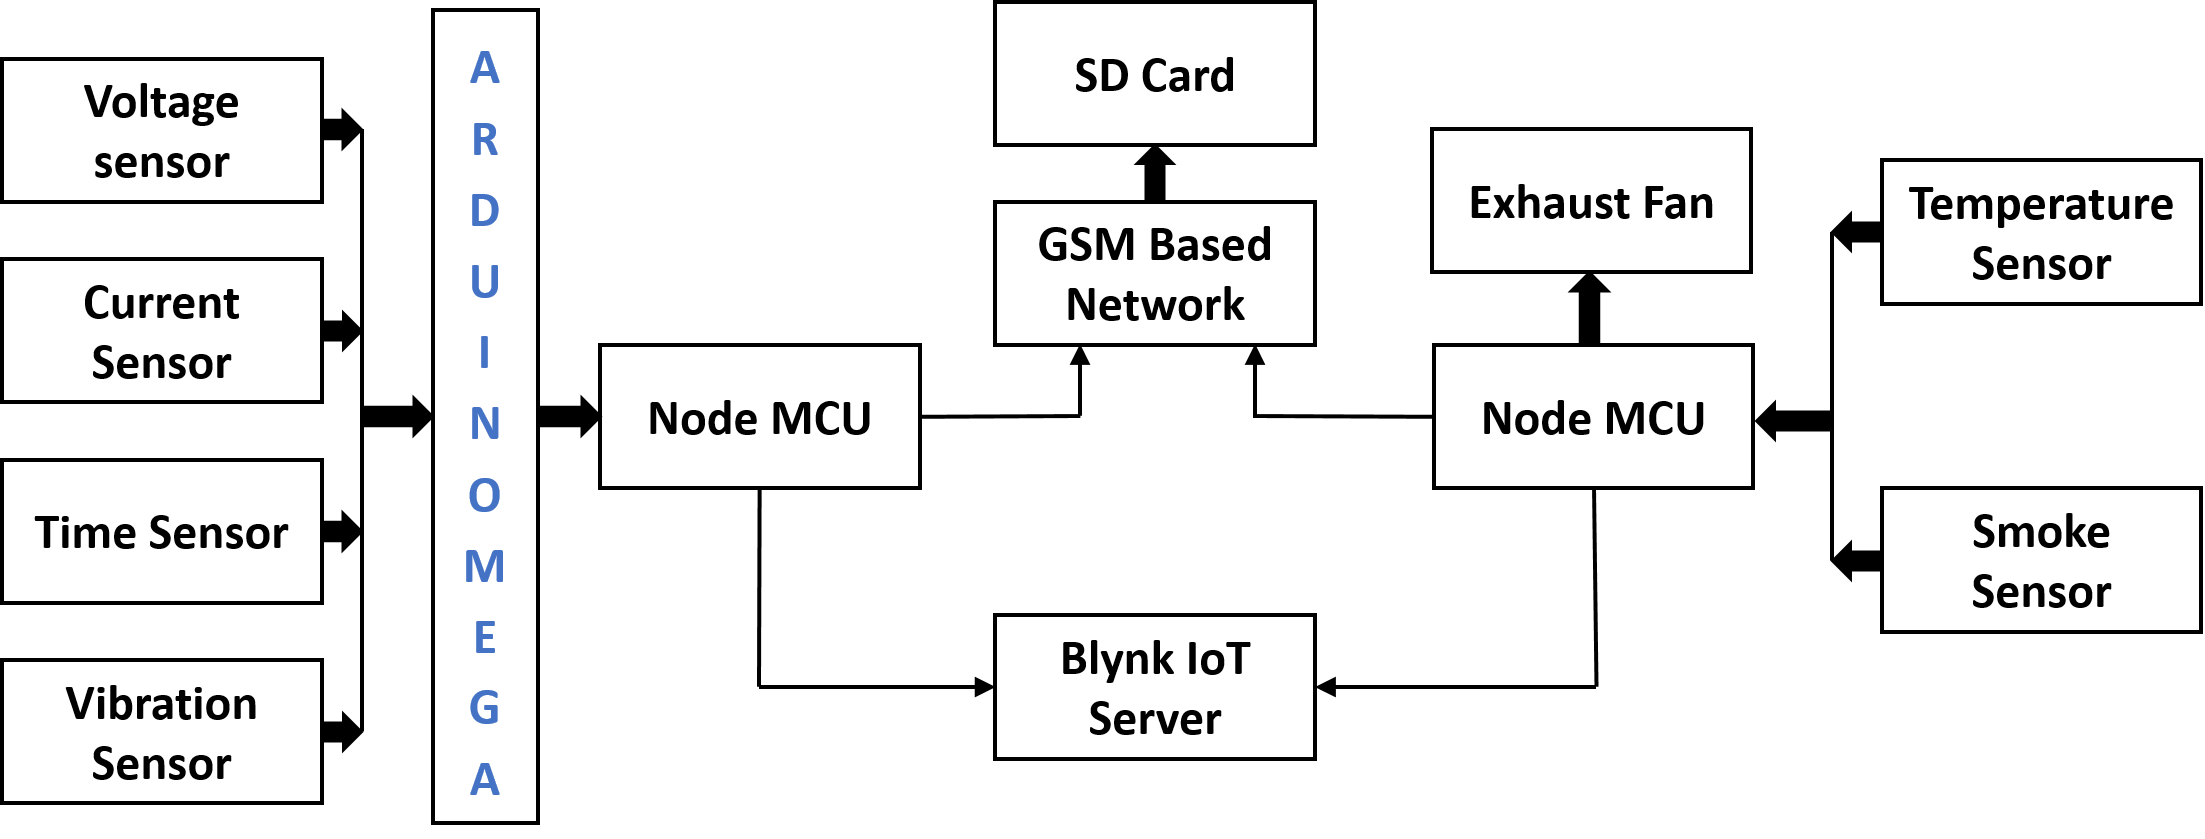 Voltage
sensor
Current
Sensor
Time Sensor
Vibration
Sensor
A
R
D
U
I
N
O
M
E
G
A
Node MCU
SD Card
GSM Based
Network
Blynk IoT
Server
Exhaust Fan
Node MCU
Temperature
Sensor
Smoke
Sensor